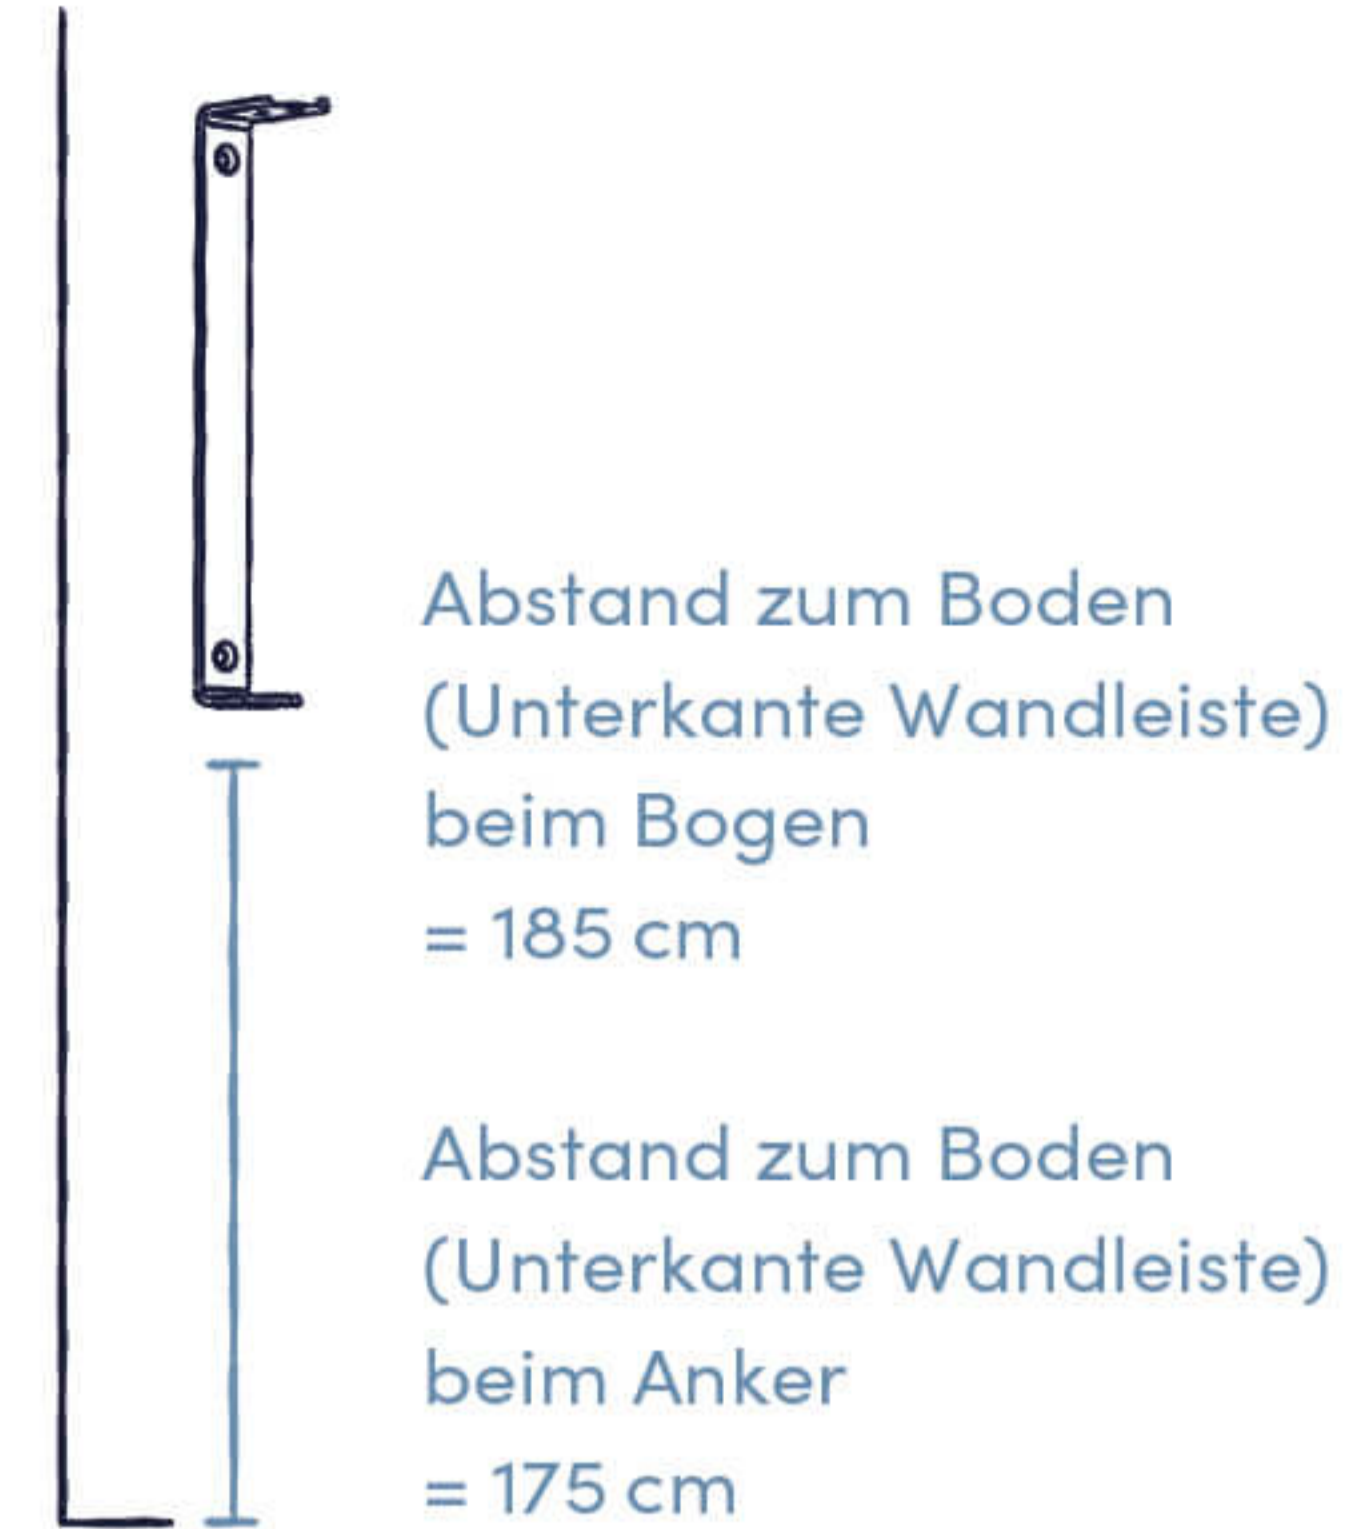 Abstand zum Boden
(Unterkante Wandleiste)
beim Bogen
= 185 cm
Abstand zum Boden
(Unterkante Wandleiste)
beim Anker
= 175 cm